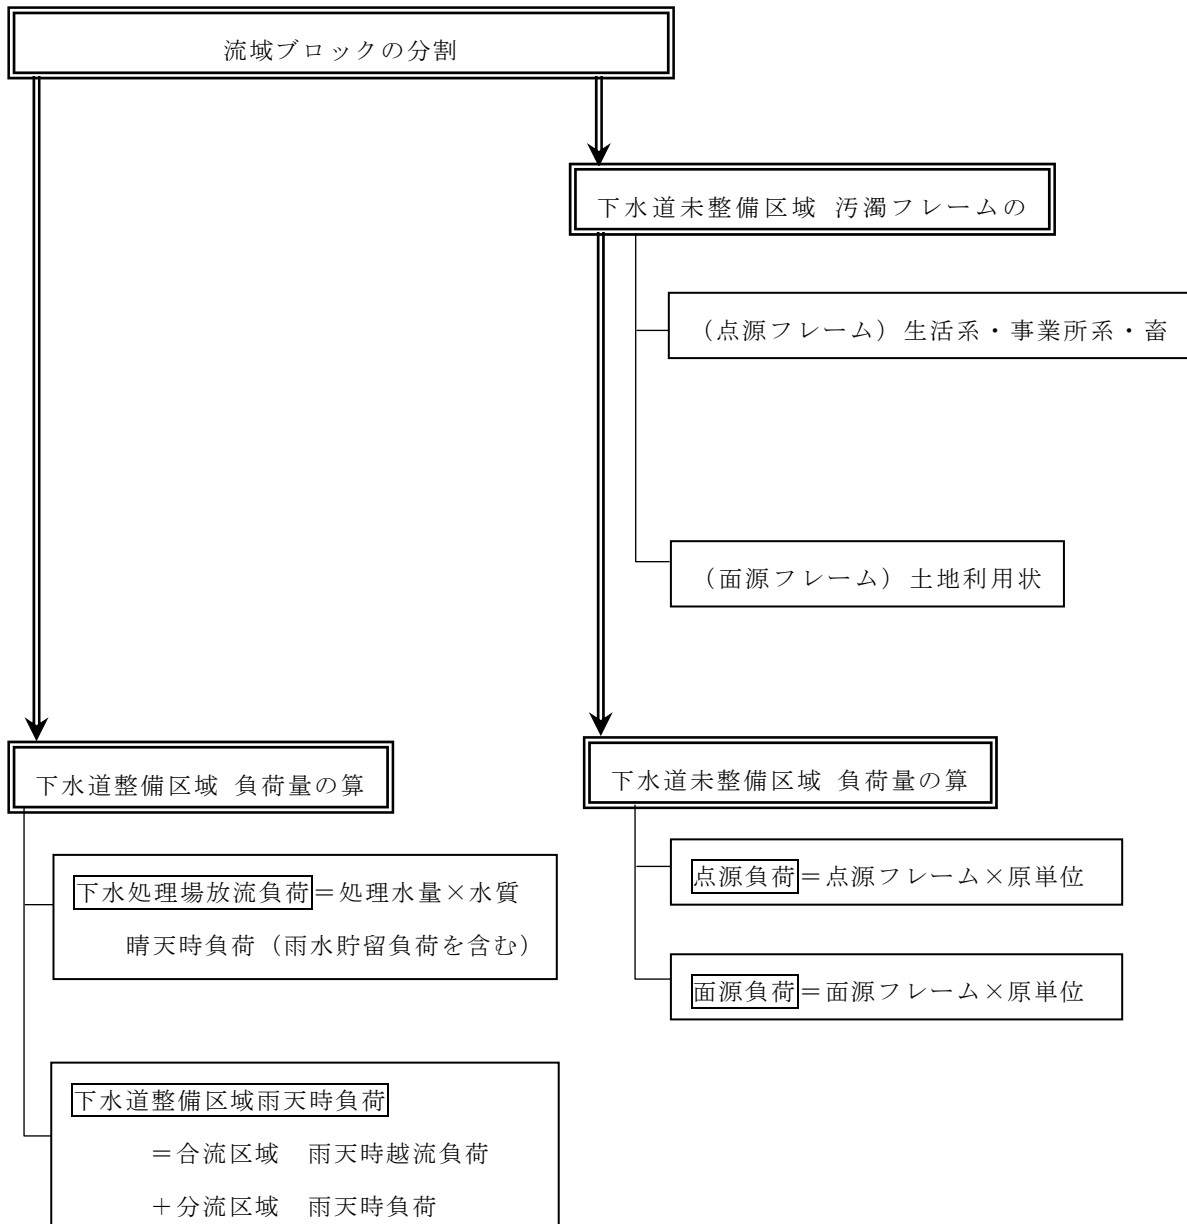 流域ブロックの分割
下水道未整備区域 汚濁フレームの
（点源フレーム）生活系・事業所系・畜
（面源フレーム）土地利用状
下水道整備区域 負荷量の算
下水処理場放流負荷＝処理水量×水質
晴天時負荷（雨水貯留負荷を含む）
下水道整備区域雨天時負荷
＝合流区域　雨天時越流負荷
＋分流区域　雨天時負荷
下水道未整備区域 負荷量の算
点源負荷＝点源フレーム×原単位
面源負荷＝面源フレーム×原単位